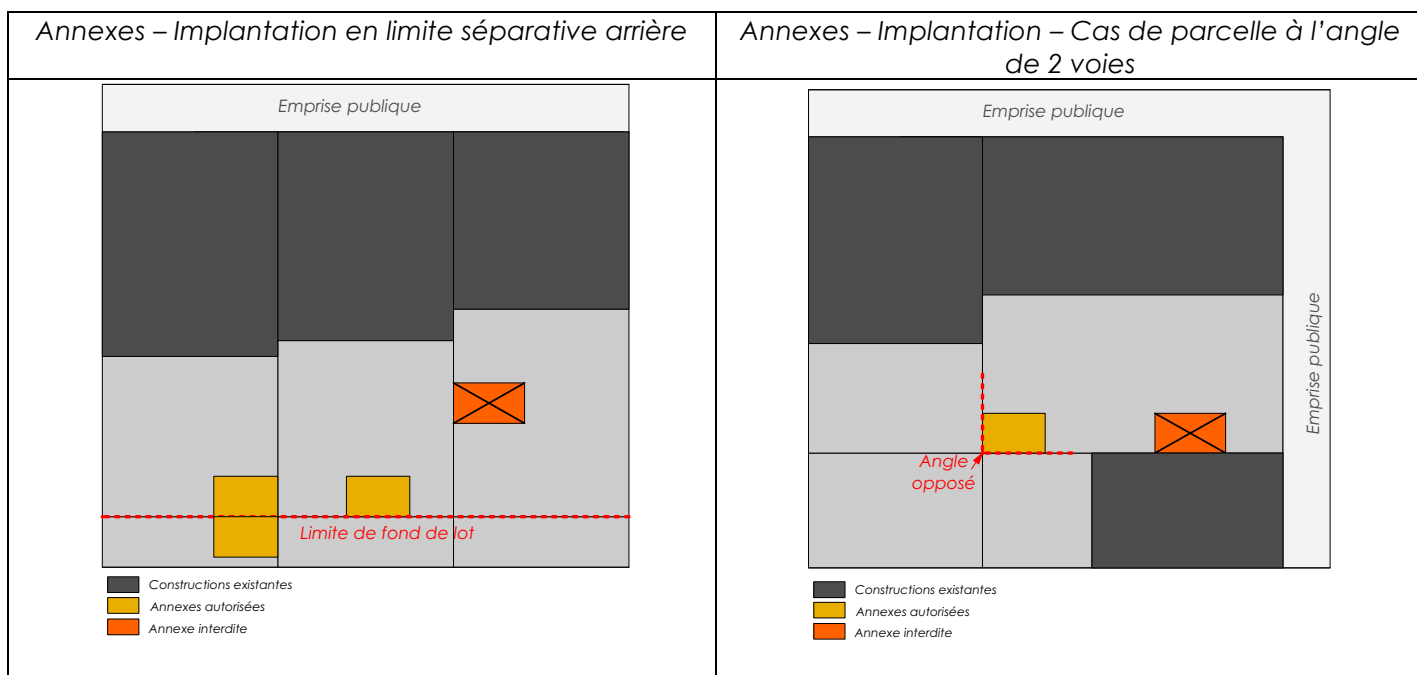 Annexes – Implantation en limite séparative arrière
Annexes – Implantation – Cas de parcelle à l'angle
de 2 voies
Emprise publique
Limite de fond de lot
Constructions existantes
Annexes autorisées
Annexe interdite
Emprise publique
Emprise publique
Angle
opposé
Constructions existantes
Annexes autorisées
Annexe interdite